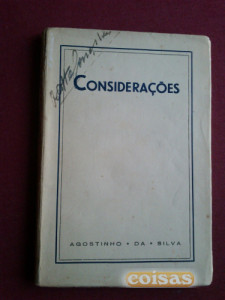 CONSIDERAÇÕES
AGOSTINHO • DA • SILVA
coisas